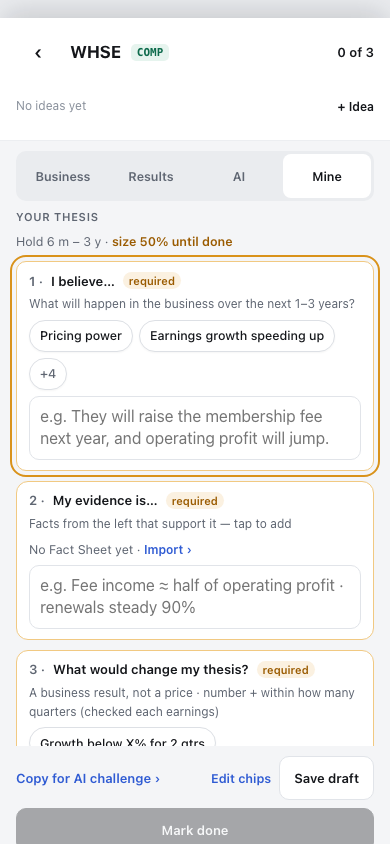 ‹ WHSE COMP 0 of 3
No ideas yet + Idea
Business Results AI Mine
YOUR THESIS
Hold 6 m – 3 y · size 50% until done
1 · I believe... required
What will happen in the business over the next 1–3 years?
Pricing power Earnings growth speeding up
+4
e.g. They will raise the membership fee
next year, and operating profit will jump.
2 · My evidence is... required
Facts from the left that support it — tap to add
No Fact Sheet yet · Import ›
e.g. Fee income ≈ half of operating profit ·
renewals steady 90%
3 · What would change my thesis? required
A business result, not a price · number + within how many
quarters (checked each earnings)
Growth below X% for 2 qtrs
Copy for AI challenge › Edit chips Save draft
Mark done